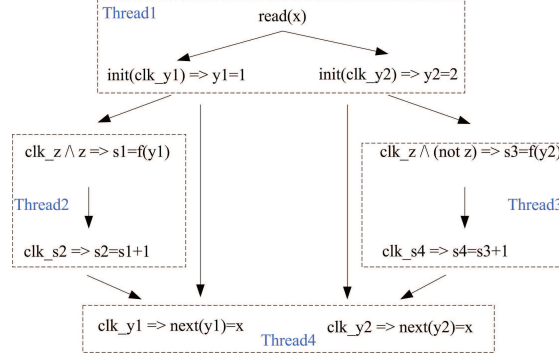 Thread1
read(x)
init(clk_y1) => y1=1
init(clk_y2) => y2=2
clk_z /\ z => s1=f(y1)
clk_z /\ (not z) => s3=f(y2)
Thread2
Thread3
clk_s2 => s2=s1+1
clk_s4 => s4=s3+1
clk_y1 => next(y1)=x
clk_y2 => next(y2)=x
Thread4